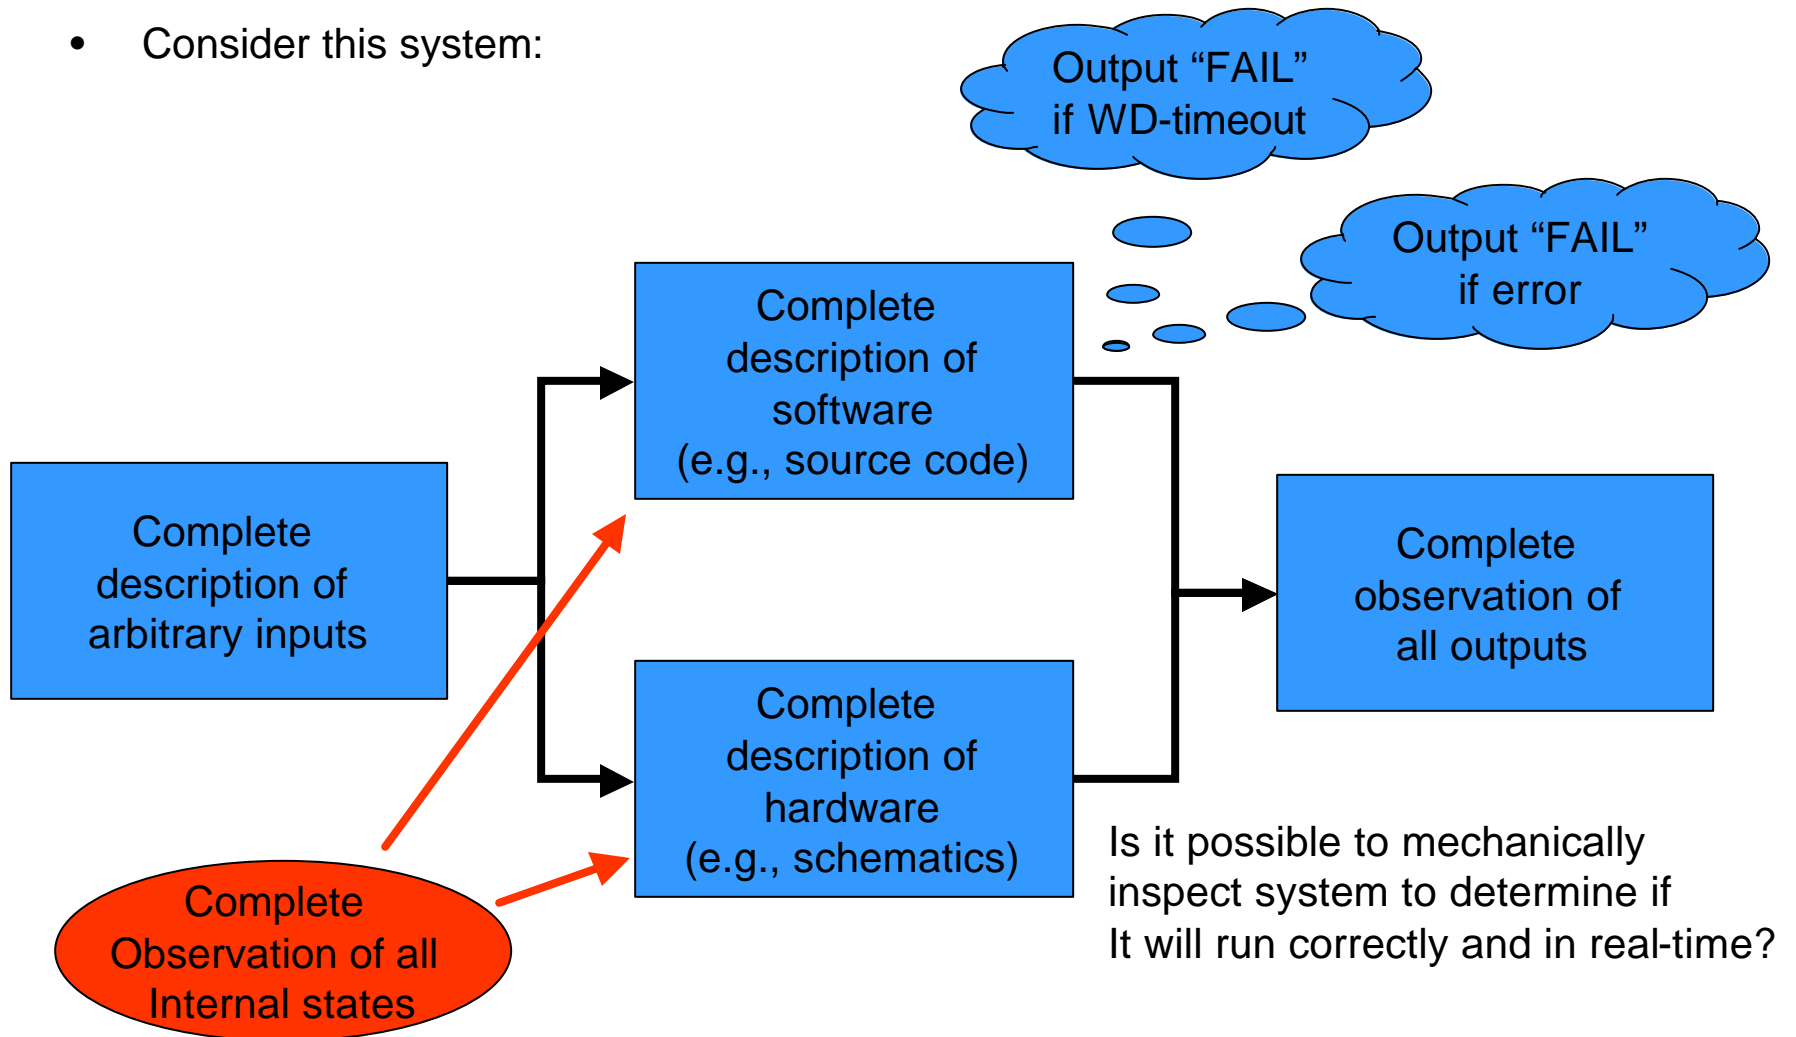 • Consider this system:
Output “FAIL”
if WD-timeout
Output “FAIL”
if error
Complete
description of
software
(e.g., source code)
Complete
description of
arbitrary inputs
Complete
observation of
all outputs
Complete
description of
hardware
(e.g., schematics)
Complete
Observation of all
Internal states
Is it possible to mechanically
inspect system to determine if
It will run correctly and in real-time?